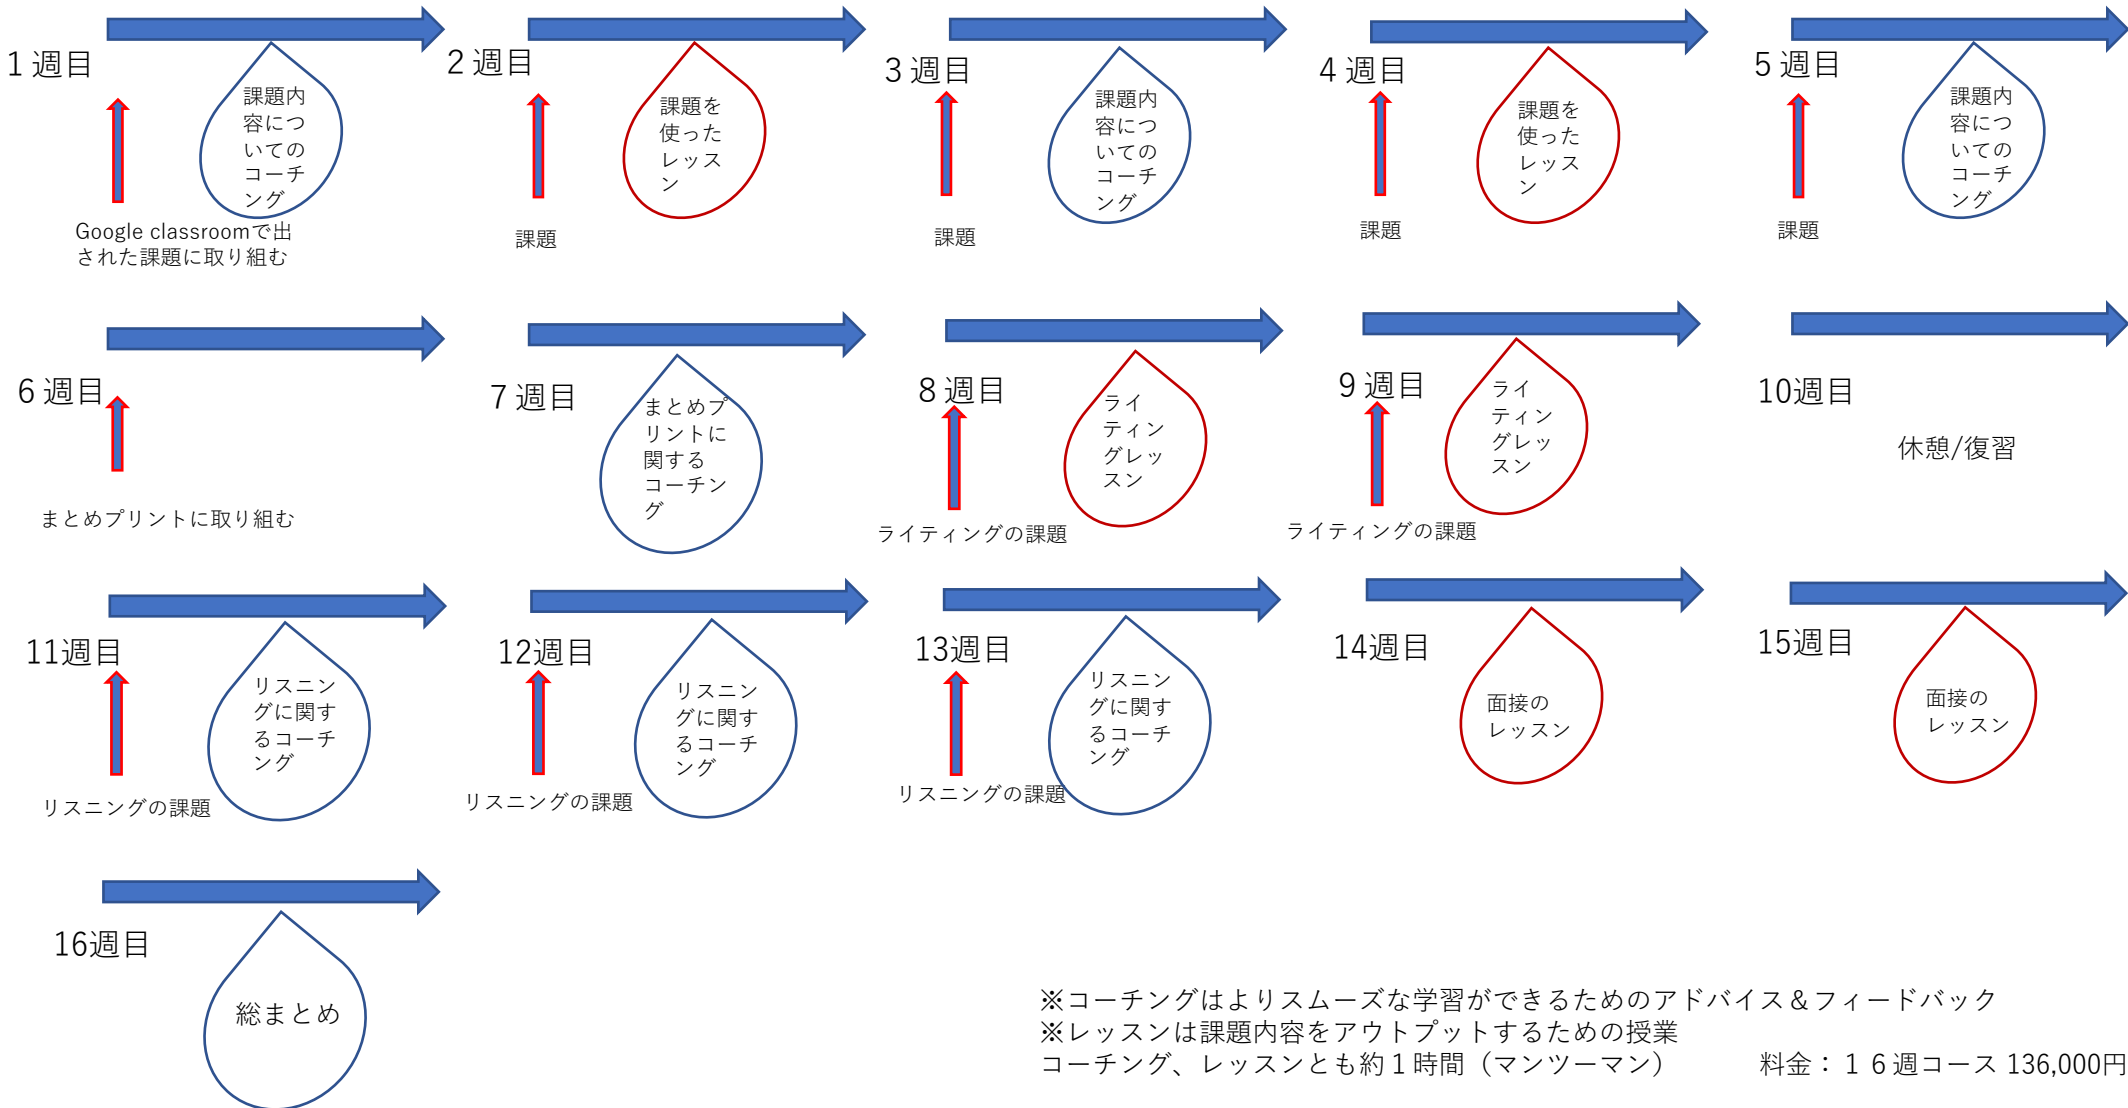 1週目
課題内
容につ
いての
コーチ
ング
Google classroomで出
された課題に取り組む
2週目
課題を
使った
レッス
ン
課題
3週目
課題内
容につ
いての
コーチ
ング
課題
4週目
課題を
使った
レッス
ン
課題
5週目
課題内
容につ
いての
コーチ
ング
課題
6週目
まとめプリントに取り組む
7週目
まとめプ
リントに
関する
コーチン
グ
8週目
ライ
ティン
グレッ
スン
ライティングの課題
9週目
ライ
ティン
グレッ
スン
ライティングの課題
10週目
休憩/復習
11週目
リスニン
グに関す
るコーチ
ング
リスニングの課題
12週目
リスニン
グに関す
るコーチ
ング
リスニングの課題
13週目
リスニン
グに関す
るコーチ
ング
リスニングの課題
14週目
面接の
レッスン
15週目
面接の
レッスン
16週目
総まとめ
※コーチングはよりスムーズな学習ができるためのアドバイス&フィードバック
※レッスンは課題内容をアウトプットするための授業
コーチング、レッスンとも約1時間(マンツーマン) 料金:16週コース 136,000円